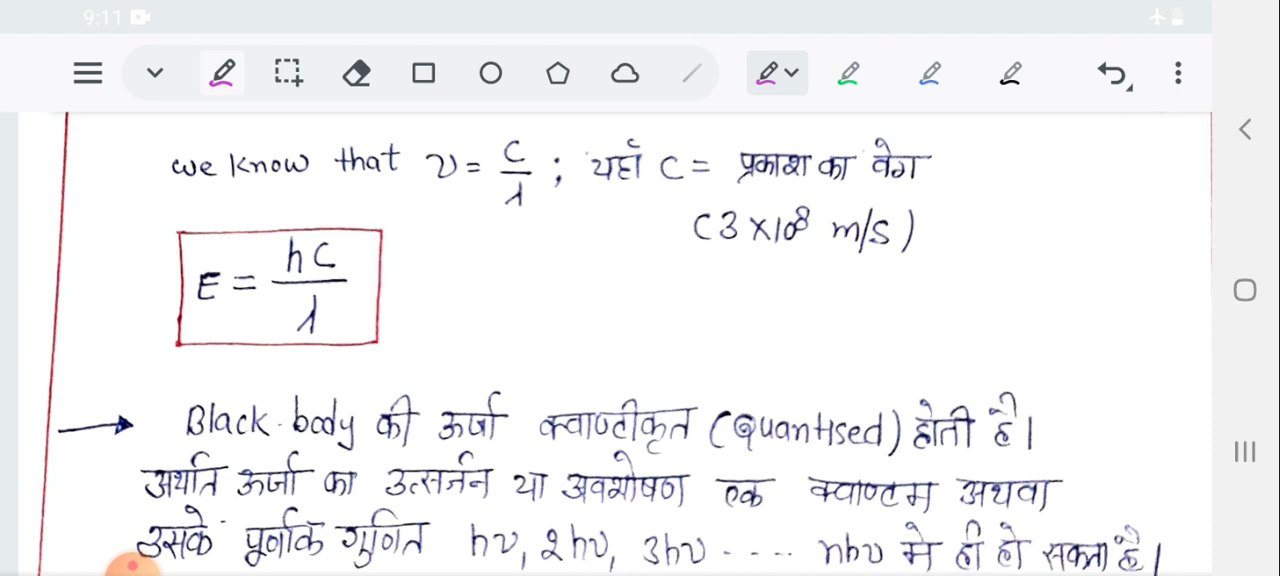 9:11
we know that ν = c/λ ; यहाँ C = प्रकाश का वेग
(3 × 10⁸ m/s)
E = hc/λ
→ Black body की ऊर्जा क्वाण्टीकृत (Quantised) होती है।
अर्थात ऊर्जा का उत्सर्जन या अवशोषण एक क्वाण्टम अथवा
उसके पूर्णांक गुणित hν, 2hν, 3hν ..... nhν मे ही हो सकता है।